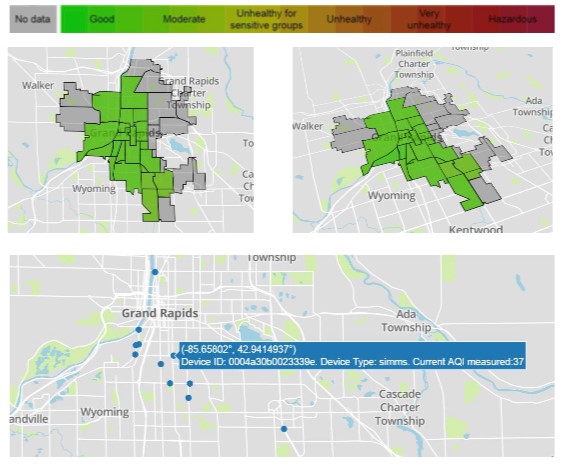 No data
Good
Moderate
Unhealthy for
sensitive groups
Unhealthy
Very
unhealthy
Hazardous
Walker
Grand Rapids
Charter
Township
Grand Rapids
To
Wyoming
Ca
Ch
Tow
Township
Plainfield
Charter
Township
Ada
Township
Walker
Ca
Ch
Tov
Wyoming
Kentwood
Township
Grand Rapids
Ada
Township
(-85.65802°, 42.9414937°)
Device ID: 0004a30b0023339e. Device Type: simms. Current AQI measured:37
Cascade
Charter
Township
andville
Wyoming